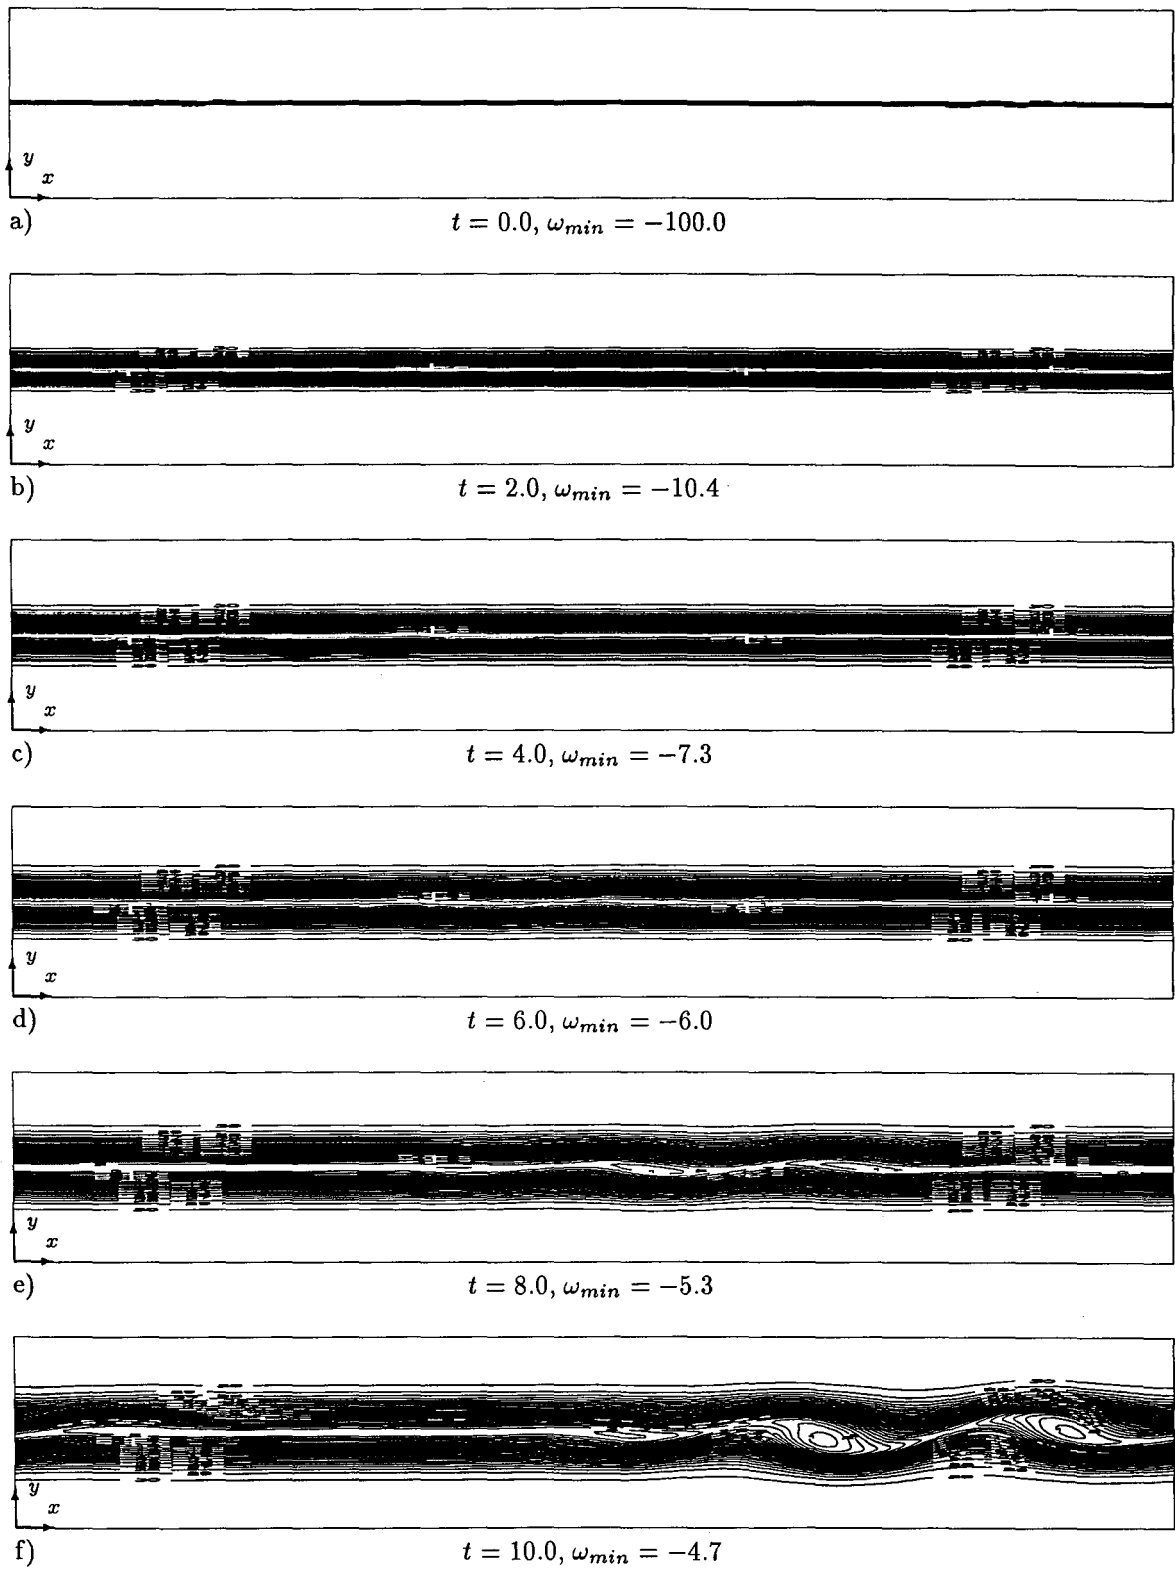 y
x
a)
t = 0.0, ω_min = −100.0
y
x
b)
t = 2.0, ω_min = −10.4
y
x
c)
t = 4.0, ω_min = −7.3
y
x
d)
t = 6.0, ω_min = −6.0
y
x
e)
t = 8.0, ω_min = −5.3
y
x
f)
t = 10.0, ω_min = −4.7